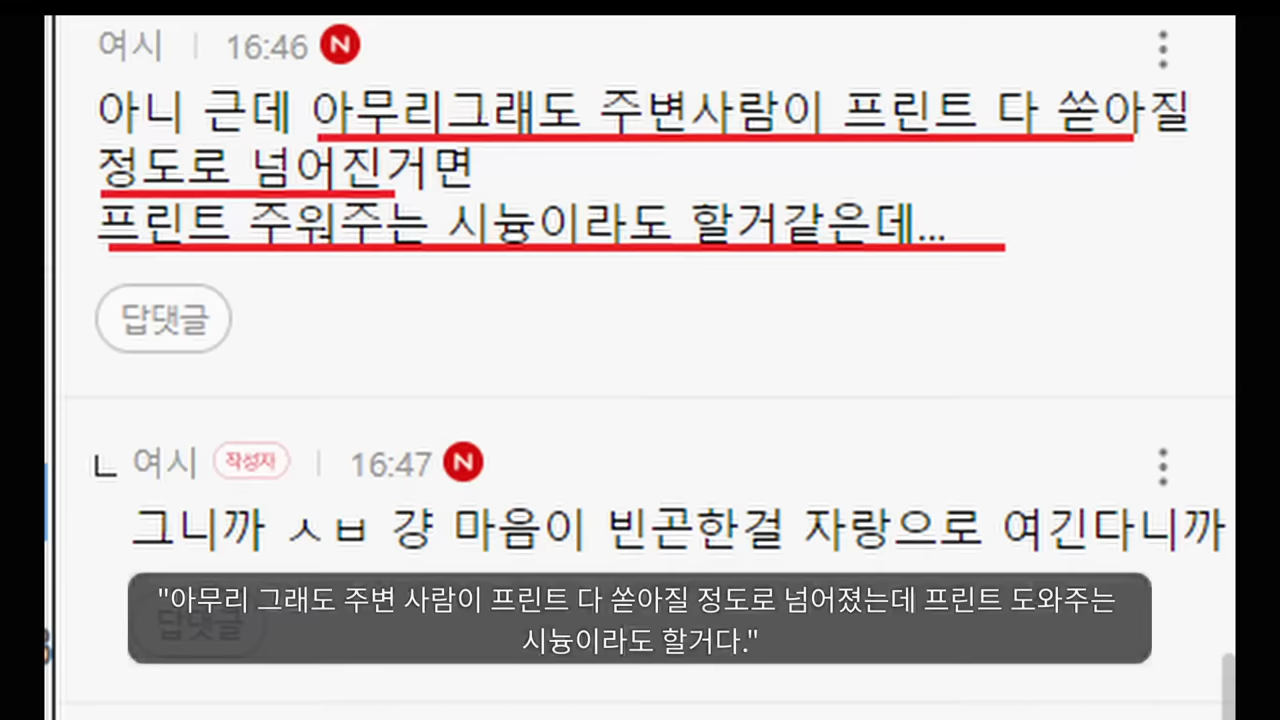 여시 | 16:46 N
아니 근데 아무리그래도 주변사람이 프린트 다 쏟아질
정도로 넘어진거면
프린트 주워주는 시늉이라도 할거같은데...
답댓글
ㄴ 여시 작성자 | 16:47 N
그니까 ㅅㅂ 걍 마음이 빈곤한걸 자랑으로 여긴다니까
"아무리 그래도 주변 사람이 프린트 다 쏟아질 정도로 넘어졌는데 프린트 도와주는
시늉이라도 할거다."
답댓글